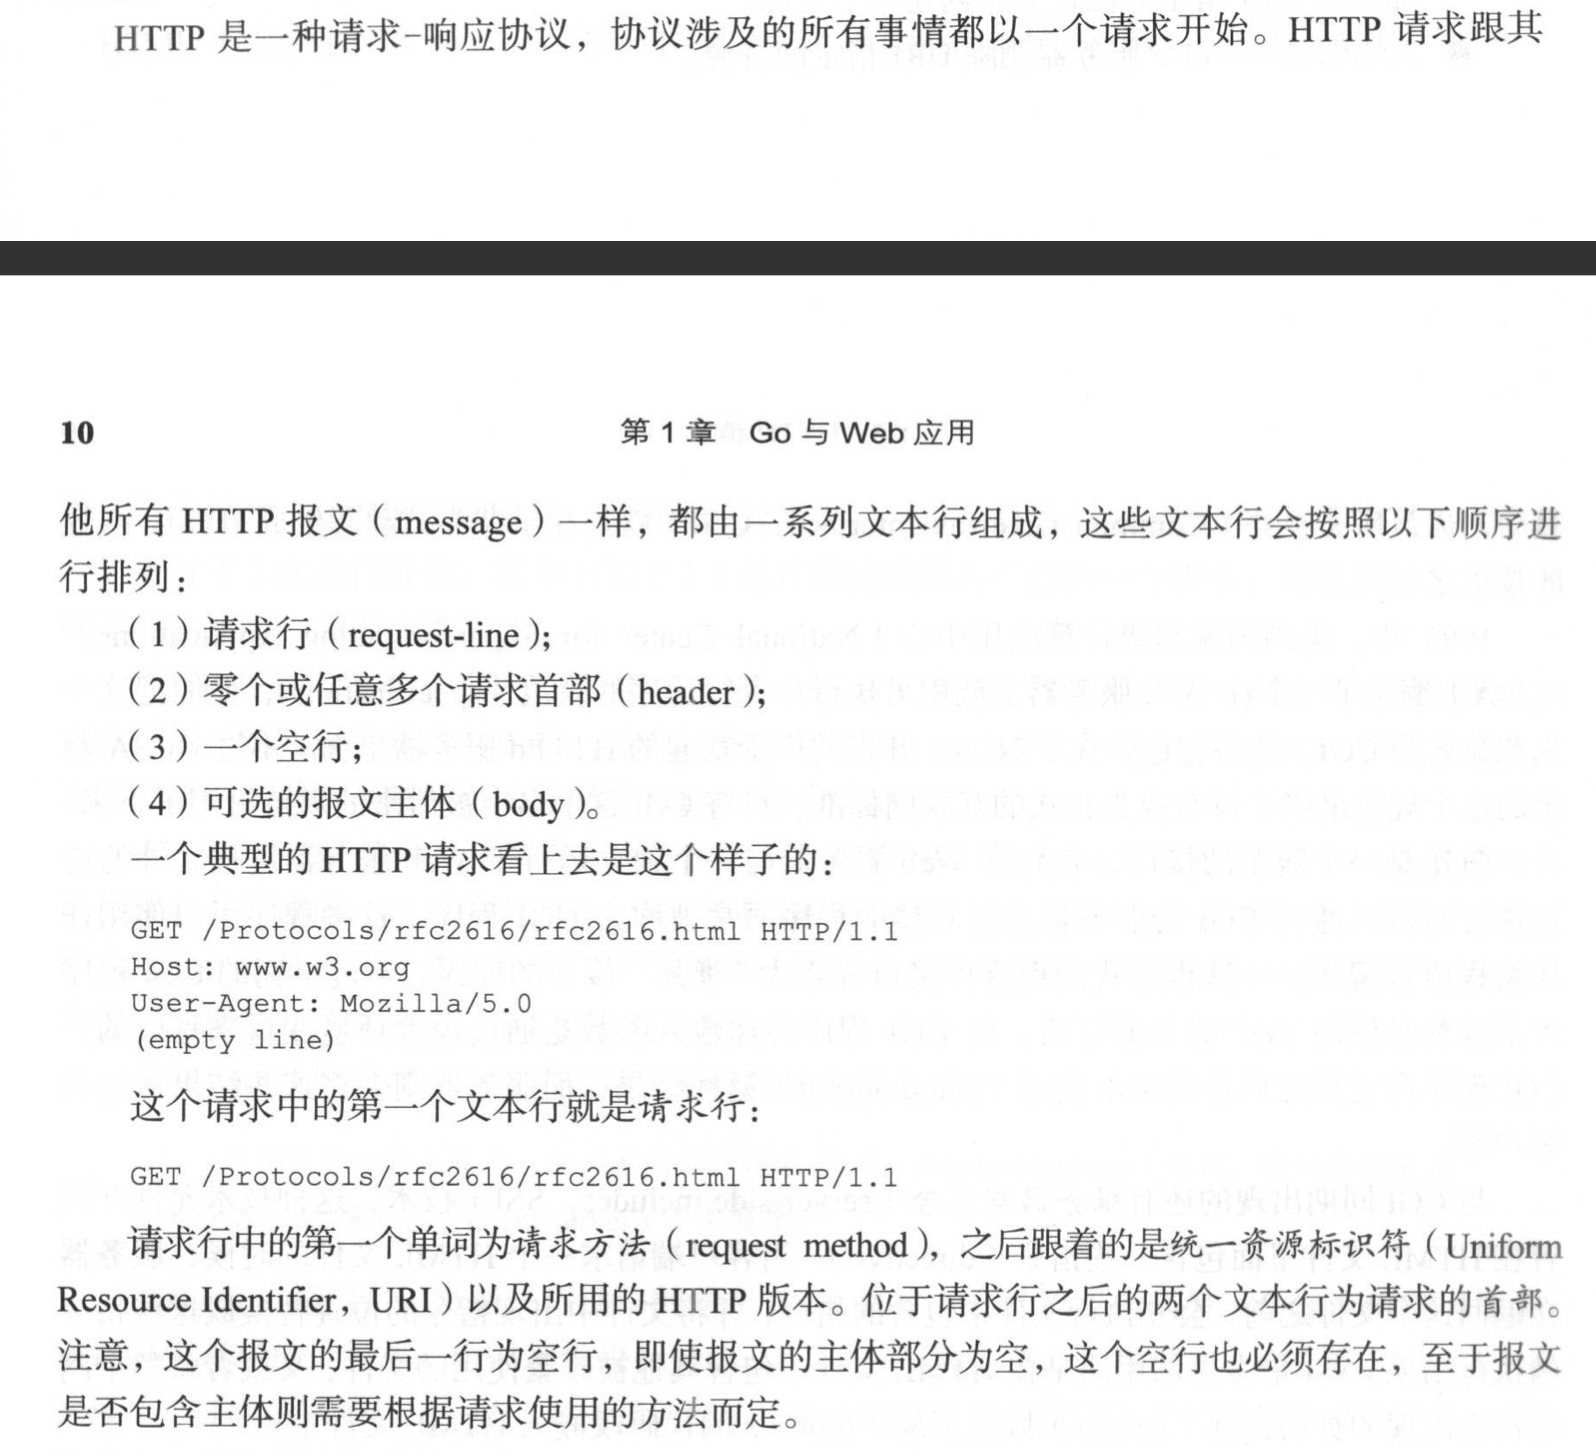 HTTP 是一种请求-响应协议，协议涉及的所有事情都以一个请求开始。HTTP 请求跟其
10 第 1 章 Go 与 Web 应用
他所有 HTTP 报文（message）一样，都由一系列文本行组成，这些文本行会按照以下顺序进
行排列：
（1）请求行（request-line）；
（2）零个或任意多个请求首部（header）；
（3）一个空行；
（4）可选的报文主体（body）。
一个典型的 HTTP 请求看上去是这个样子的：
GET /Protocols/rfc2616/rfc2616.html HTTP/1.1
Host: www.w3.org
User-Agent: Mozilla/5.0
(empty line)
这个请求中的第一个文本行就是请求行：
GET /Protocols/rfc2616/rfc2616.html HTTP/1.1
请求行中的第一个单词为请求方法（request method），之后跟着的是统一资源标识符（Uniform
Resource Identifier，URI）以及所用的 HTTP 版本。位于请求行之后的两个文本行为请求的首部。
注意，这个报文的最后一行为空行，即使报文的主体部分为空，这个空行也必须存在，至于报文
是否包含主体则需要根据请求使用的方法而定。